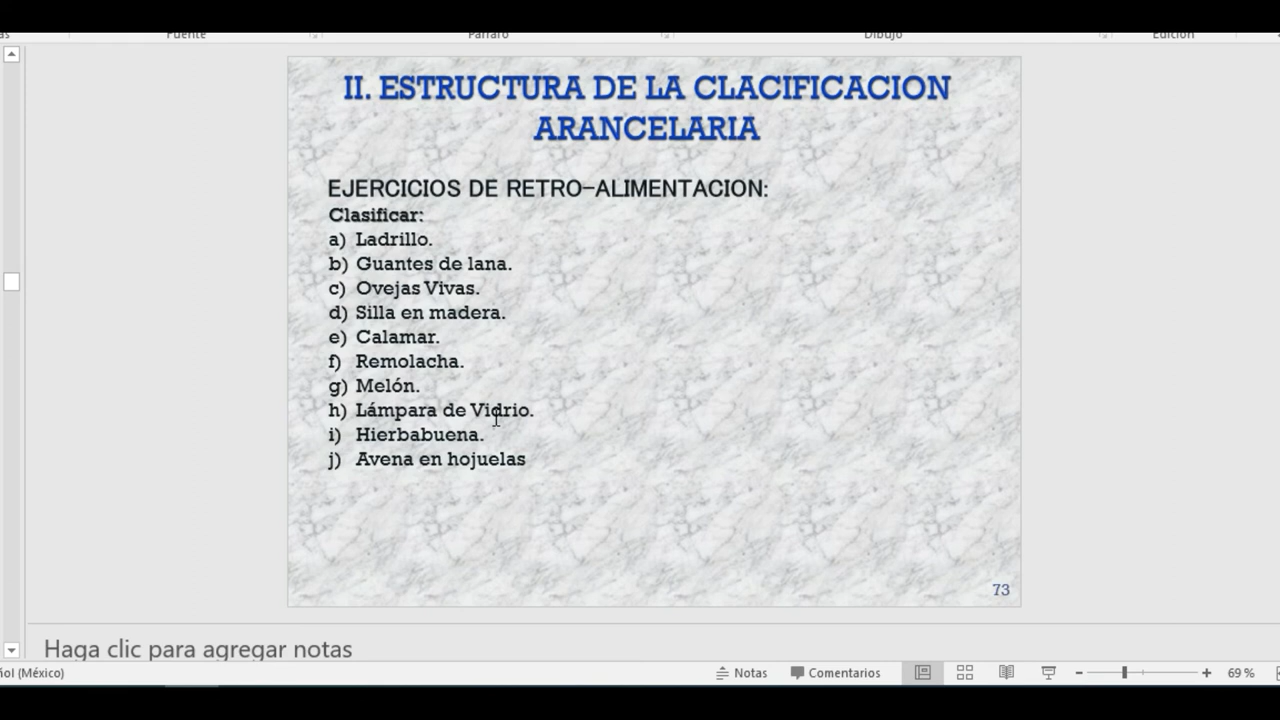 Fuente Párrafo Dibujo Edición
II. ESTRUCTURA DE LA CLACIFICACION
ARANCELARIA
EJERCICIOS DE RETRO-ALIMENTACION:
Clasificar:
a) Ladrillo.
b) Guantes de lana.
c) Ovejas Vivas.
d) Silla en madera.
e) Calamar.
f) Remolacha.
g) Melón.
h) Lámpara de Vidrio.
i) Hierbabuena.
j) Avena en hojuelas
73
Haga clic para agregar notas
ñol (México) Notas Comentarios 69 %